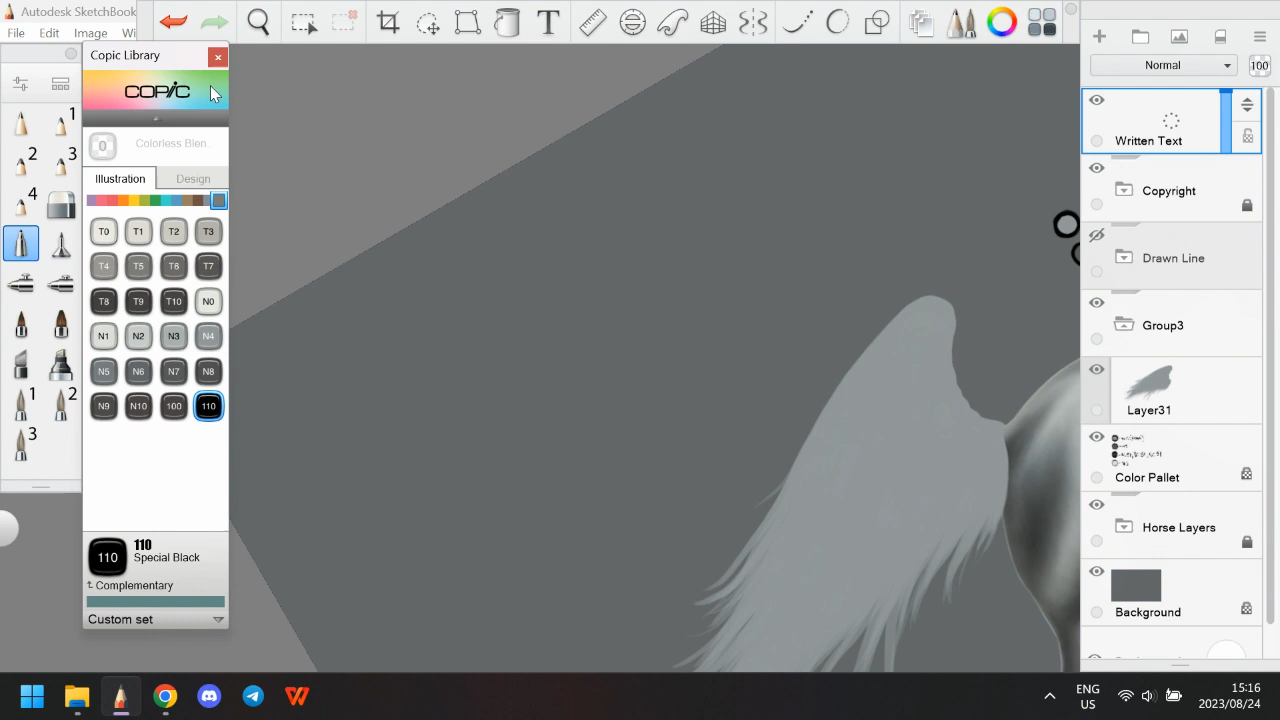 Autodesk SketchBook
File Edit Image Wi
Copic Library
COPiC
0 Colorless Blen..
Illustration Design
T0 T1 T2 T3
T4 T5 T6 T7
T8 T9 T10 N0
N1 N2 N3 N4
N5 N6 N7 N8
N9 N10 100 110
110
110 Special Black
Complementary
Custom set
1
2 3
4
1 2
3
T
Normal 100
Written Text
Copyright
Drawn Line
Group3
Layer31
Color Pallet
Horse Layers
Background
ENG
US
15:16
2023/08/24